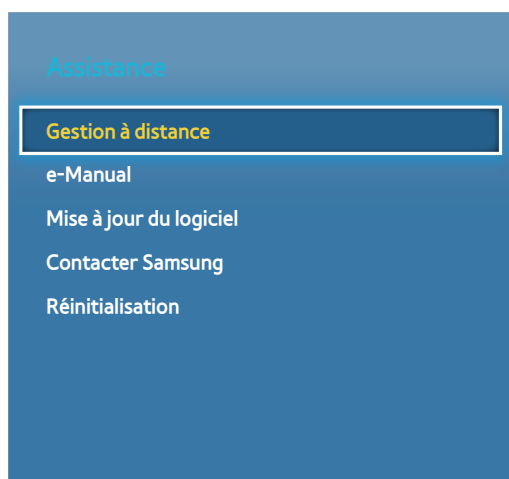 Assistance
Gestion à distance
e-Manual
Mise à jour du logiciel
Contacter Samsung
Réinitialisation